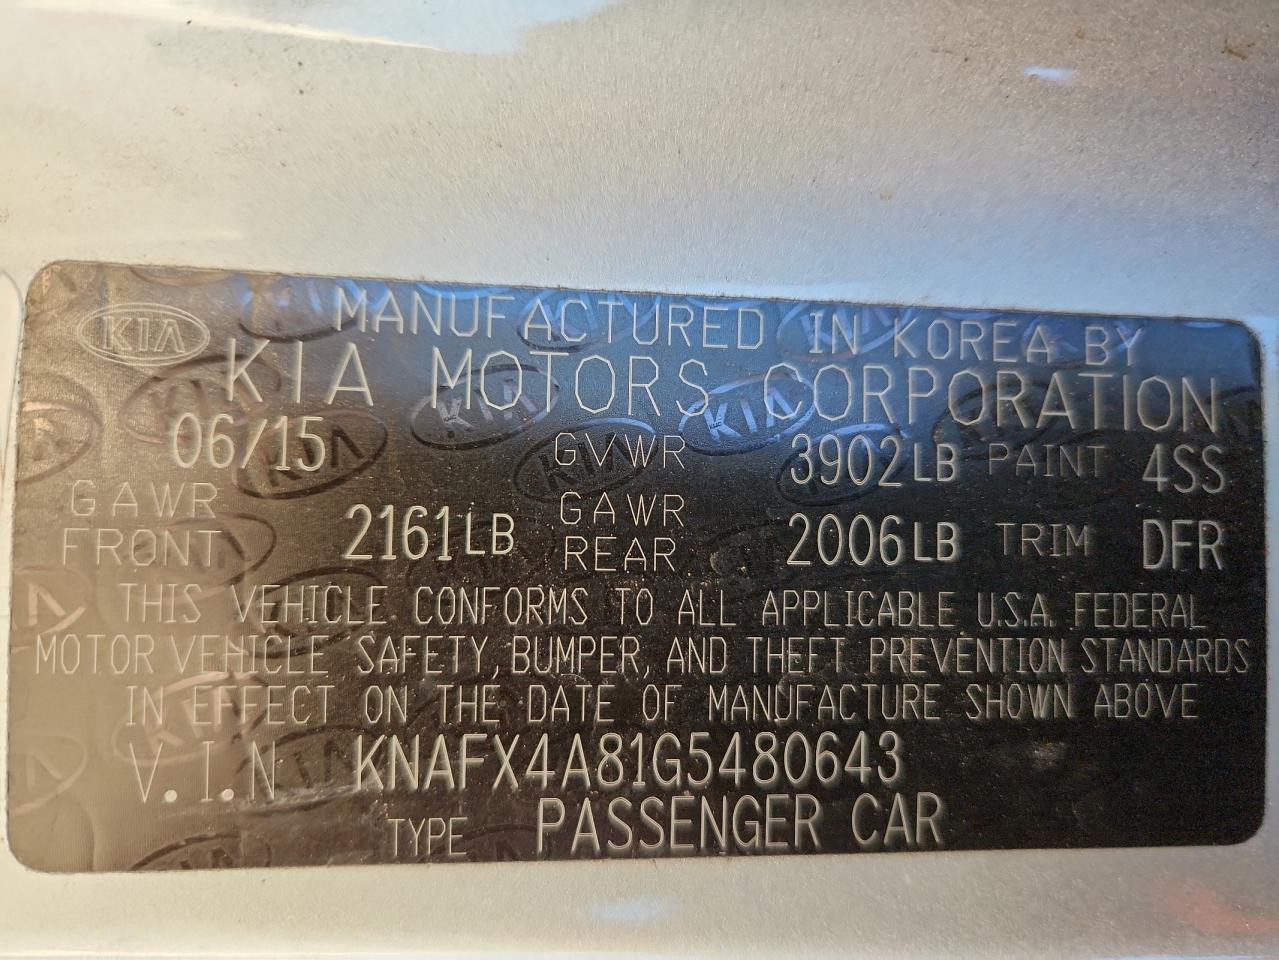 KIA MANUFACTURED IN KOREA BY
KIA MOTORS CORPORATION
06/15 GVWR 3902LB PAINT 4SS
GAWR FRONT 2161LB GAWR REAR 2006LB TRIM DFR
THIS VEHICLE CONFORMS TO ALL APPLICABLE U.S.A. FEDERAL
MOTOR VEHICLE SAFETY, BUMPER, AND THEFT PREVENTION STANDARDS
IN EFFECT ON THE DATE OF MANUFACTURE SHOWN ABOVE
V.I.N KNAFX4A81G5480643
TYPE PASSENGER CAR